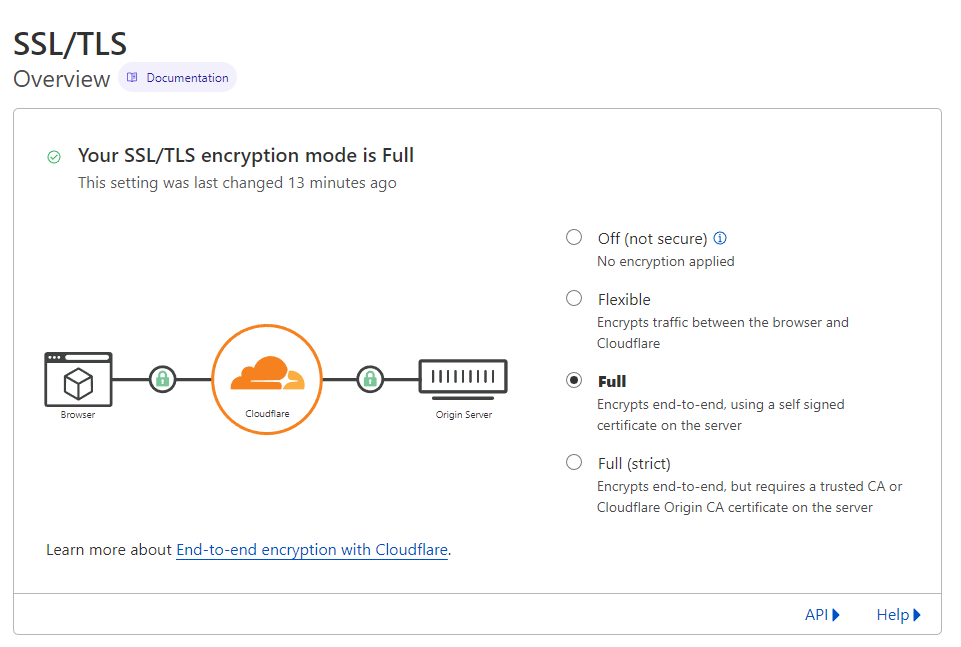 SSL/TLS
Overview
Documentation
Your SSL/TLS encryption mode is Full
This setting was last changed 13 minutes ago
Browser
Cloudflare
Origin Server
Off (not secure)
No encryption applied
Flexible
Encrypts traffic between the browser and
Cloudflare
Full
Encrypts end-to-end, using a self signed
certificate on the server
Full (strict)
Encrypts end-to-end, but requires a trusted CA or
Cloudflare Origin CA certificate on the server
Learn more about End-to-end encryption with Cloudflare.
API
Help